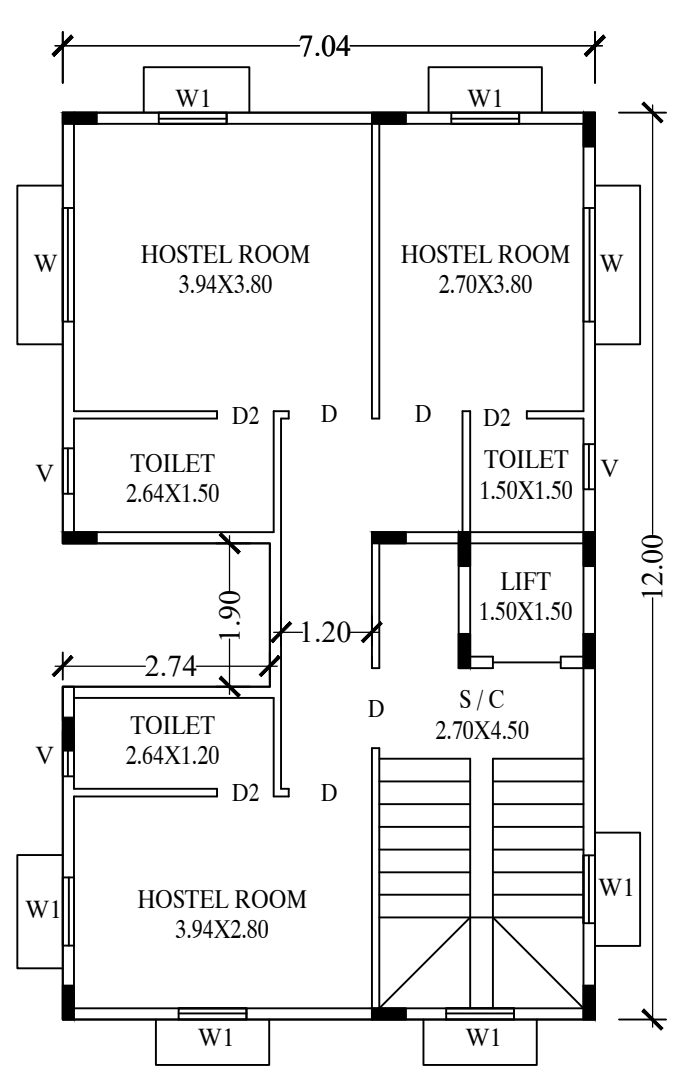 7.04
W1
W1
HOSTEL ROOM
3.94X3.80
HOSTEL ROOM
2.70X3.80
W
W
D2
D
D
D2
TOILET
2.64X1.50
TOILET
1.50X1.50
V
V
12.00
1.90
1.20
2.74
LIFT
1.50X1.50
S / C
2.70X4.50
D
TOILET
2.64X1.20
V
D2
D
HOSTEL ROOM
3.94X2.80
W1
W1
W1
W1